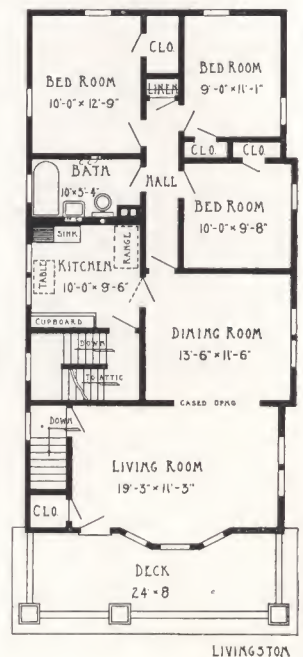 CLO.
BED ROOM
10'-0" × 12'-9"
BED ROOM
9'-0" × 11'-1"
LINEN
CLO.
CLO.
BATH
10' × 5'-4"
HALL
BED ROOM
10'-0" × 9'-8"
SINK
RANGE
TABLE
KITCHEN
10'-0" × 9'-6"
CUPBOARD
DOWN
TO ATTIC
DINING ROOM
13'-6" × 11'-6"
CASED OPNG
DOWN
LIVING ROOM
19'-3" × 11'-3"
CLO.
DECK
24' × 8
LIVINGSTON